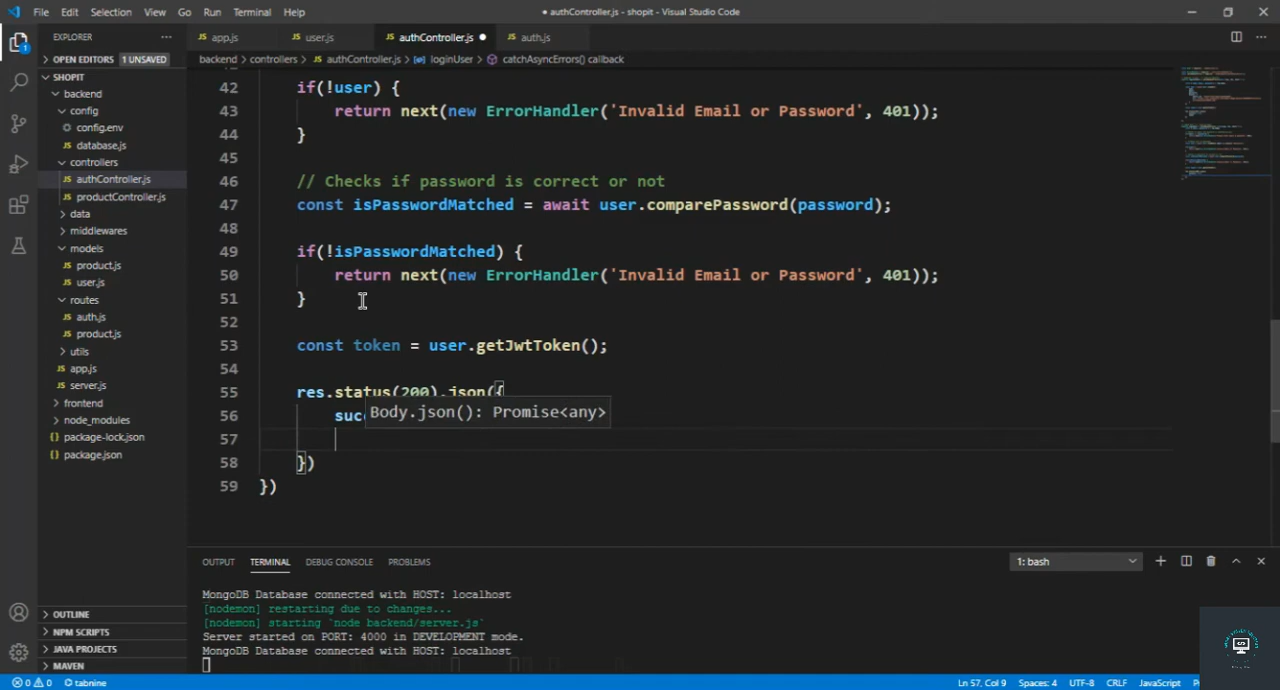 File Edit Selection View Go Run Terminal Help
● authController.js - shopit - Visual Studio Code
EXPLORER
OPEN EDITORS 1 UNSAVED
SHOPIT
backend
config
config.env
database.js
controllers
authController.js
productController.js
data
middlewares
models
product.js
user.js
routes
auth.js
product.js
utils
app.js
server.js
frontend
node_modules
package-lock.json
package.json
OUTLINE
NPM SCRIPTS
JAVA PROJECTS
MAVEN
JS app.js JS user.js JS authController.js ● JS auth.js
backend > controllers > JS authController.js > loginUser > catchAsyncErrors() callback
42 if(!user) {
43 return next(new ErrorHandler('Invalid Email or Password', 401));
44 }
45
46 // Checks if password is correct or not
47 const isPasswordMatched = await user.comparePassword(password);
48
49 if(!isPasswordMatched) {
50 return next(new ErrorHandler('Invalid Email or Password', 401));
51 }
52
53 const token = user.getJwtToken();
54
55 res.status(200).json({
56 suc
Body.json(): Promise<any>
57
58 })
59 })
OUTPUT TERMINAL DEBUG CONSOLE PROBLEMS
1: bash
MongoDB Database connected with HOST: localhost
[nodemon] restarting due to changes...
[nodemon] starting `node backend/server.js`
Server started on PORT: 4000 in DEVELOPMENT mode.
MongoDB Database connected with HOST: localhost
0 0 tabnine
Ln 57, Col 9 Spaces: 4 UTF-8 CRLF JavaScript